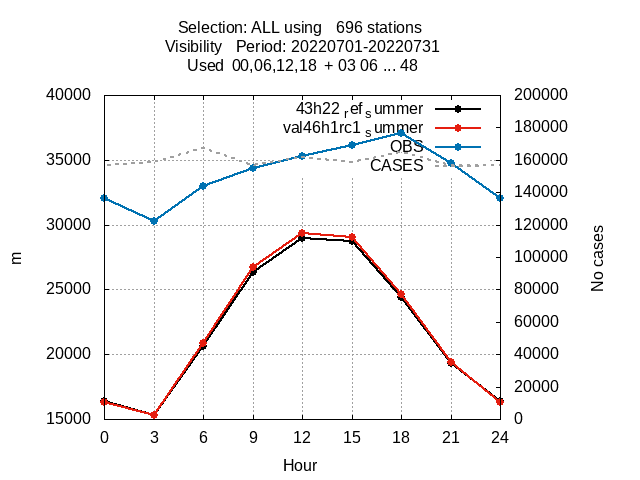 Selection: ALL using   696 stations
Visibility   Period: 20220701-20220731
Used  00,06,12,18  + 03 06 ... 48
40000
35000
30000
25000
20000
15000
m
43h22 refsummer
val46h1rc1 summer
OBS
CASES
200000
180000
160000
140000
120000
100000
80000
60000
40000
20000
0
No cases
0 3 6 9 12 15 18 21 24
Hour